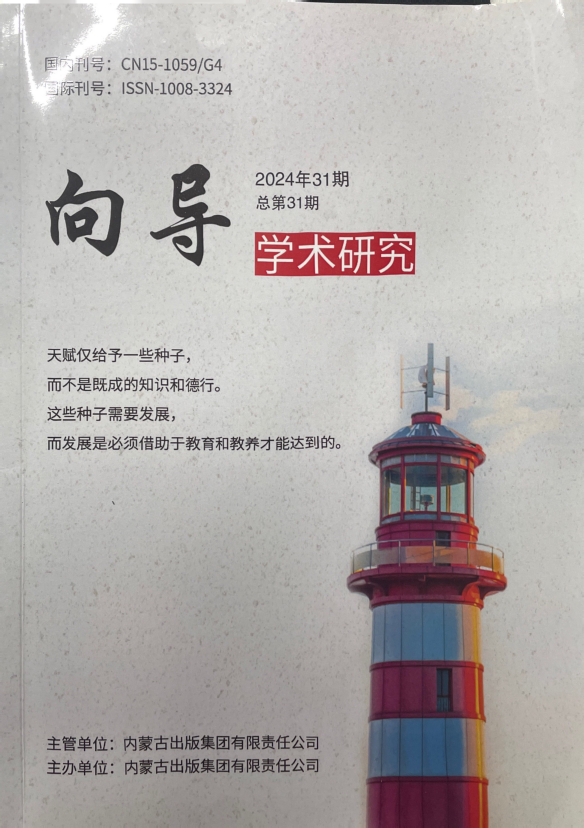 国内刊号：CN15-1059/G4
国际刊号：ISSN-1008-3324
向导
2024年31期
总第31期
学术研究
天赋仅给予一些种子，
而不是既成的知识和德行。
这些种子需要发展，
而发展是必须借助于教育和教养才能达到的。
主管单位：内蒙古出版集团有限责任公司
主办单位：内蒙古出版集团有限责任公司